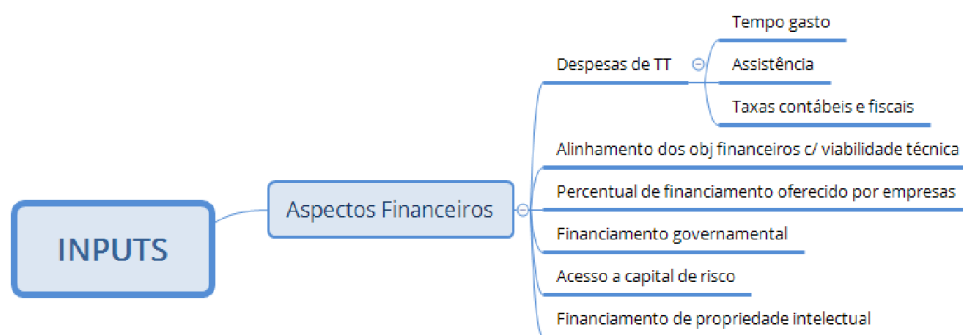 INPUTS
Aspectos Financeiros
Despesas de TT
Tempo gasto
Assistência
Taxas contábeis e fiscais
Alinhamento dos obj financeiros c/ viabilidade técnica
Percentual de financiamento oferecido por empresas
Financiamento governamental
Acesso a capital de risco
Financiamento de propriedade intelectual